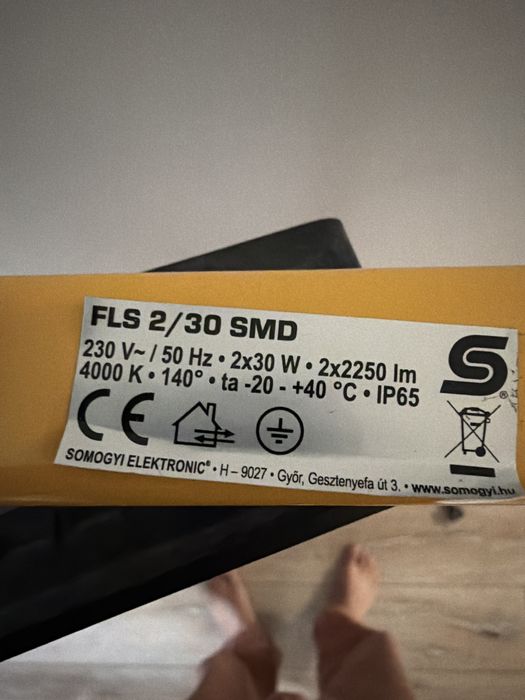 FLS 2/30 SMD
230 V~ / 50 Hz • 2x30 W • 2x2250 lm
4000 K • 140° • ta -20 - +40 °C • IP65
CE
SOMOGYI ELEKTRONIC® • H – 9027 • Győr, Gesztenyefa út 3. • www.somogyi.hu
S®